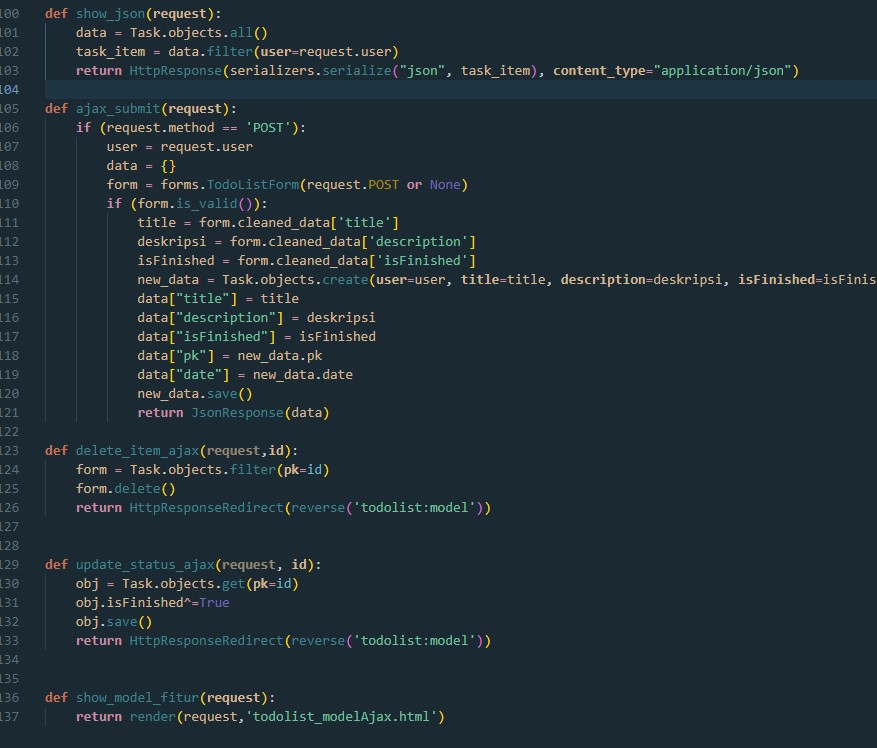 100 def show_json(request):
101     data = Task.objects.all()
102     task_item = data.filter(user=request.user)
103     return HttpResponse(serializers.serialize("json", task_item), content_type="application/json")
104
105 def ajax_submit(request):
106     if (request.method == 'POST'):
107         user = request.user
108         data = {}
109         form = forms.TodoListForm(request.POST or None)
110         if (form.is_valid()):
111             title = form.cleaned_data['title']
112             deskripsi = form.cleaned_data['description']
113             isFinished = form.cleaned_data['isFinished']
114             new_data = Task.objects.create(user=user, title=title, description=deskripsi, isFinished=isFinis
115             data["title"] = title
116             data["description"] = deskripsi
117             data["isFinished"] = isFinished
118             data["pk"] = new_data.pk
119             data["date"] = new_data.date
120             new_data.save()
121             return JsonResponse(data)
122
123 def delete_item_ajax(request,id):
124     form = Task.objects.filter(pk=id)
125     form.delete()
126     return HttpResponseRedirect(reverse('todolist:model'))
127
128
129 def update_status_ajax(request, id):
130     obj = Task.objects.get(pk=id)
131     obj.isFinished^=True
132     obj.save()
133     return HttpResponseRedirect(reverse('todolist:model'))
134
135
136 def show_model_fitur(request):
137     return render(request,'todolist_modelAjax.html')